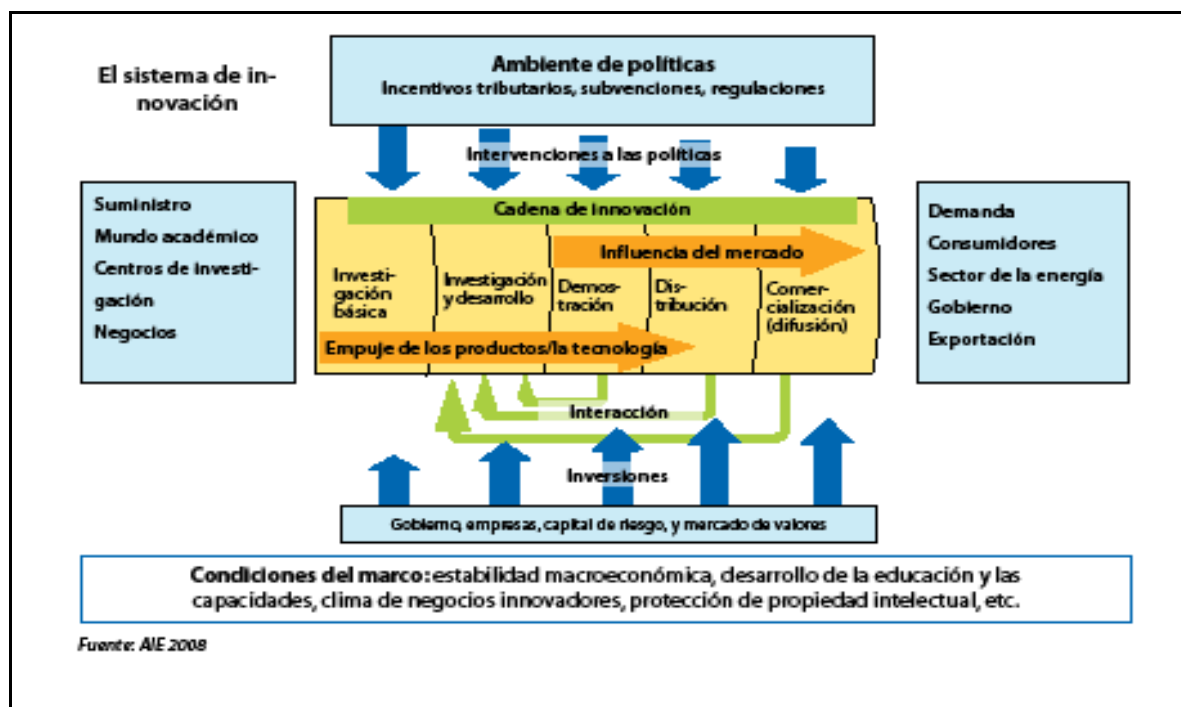 El sistema de in-
novación
Ambiente de políticas
Incentivos tributarios, subvenciones, regulaciones
Intervenciones a las políticas
Suministro
Mundo académico
Centros de investi-
gación
Negocios
Cadena de innovación
Influencia del mercado
Investi-
gación
básica
Investigación
y desarrollo
Demos-
tración
Dis-
tribución
Comer-
cialización
(difusión)
Empuje de los productos/la tecnología
Demanda
Consumidores
Sector de la energía
Gobierno
Exportación
Interacción
Inversiones
Gobierno, empresas, capital de riesgo, y mercado de valores
Condiciones del marco: estabilidad macroeconómica, desarrollo de la educación y las
capacidades, clima de negocios innovadores, protección de propiedad intelectual, etc.
Fuente: AIE 2008